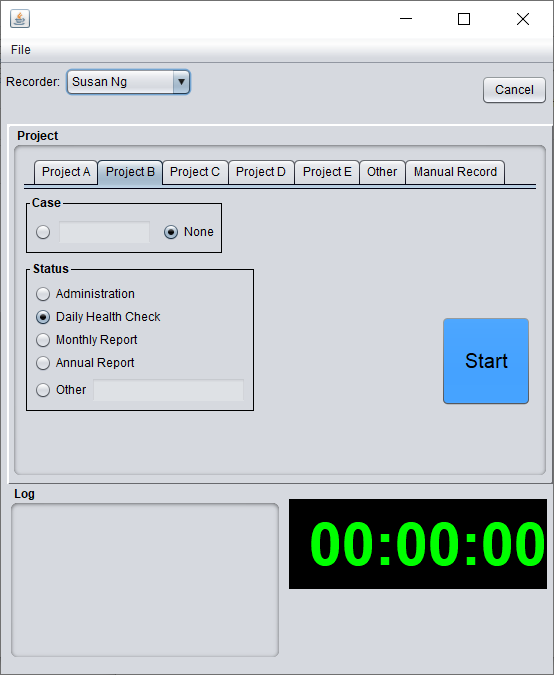 File
Recorder: Susan Ng
Cancel
Project
Project A Project B Project C Project D Project E Other Manual Record
Case
None
Status
Administration
Daily Health Check
Monthly Report
Annual Report
Other
Start
Log
00:00:00